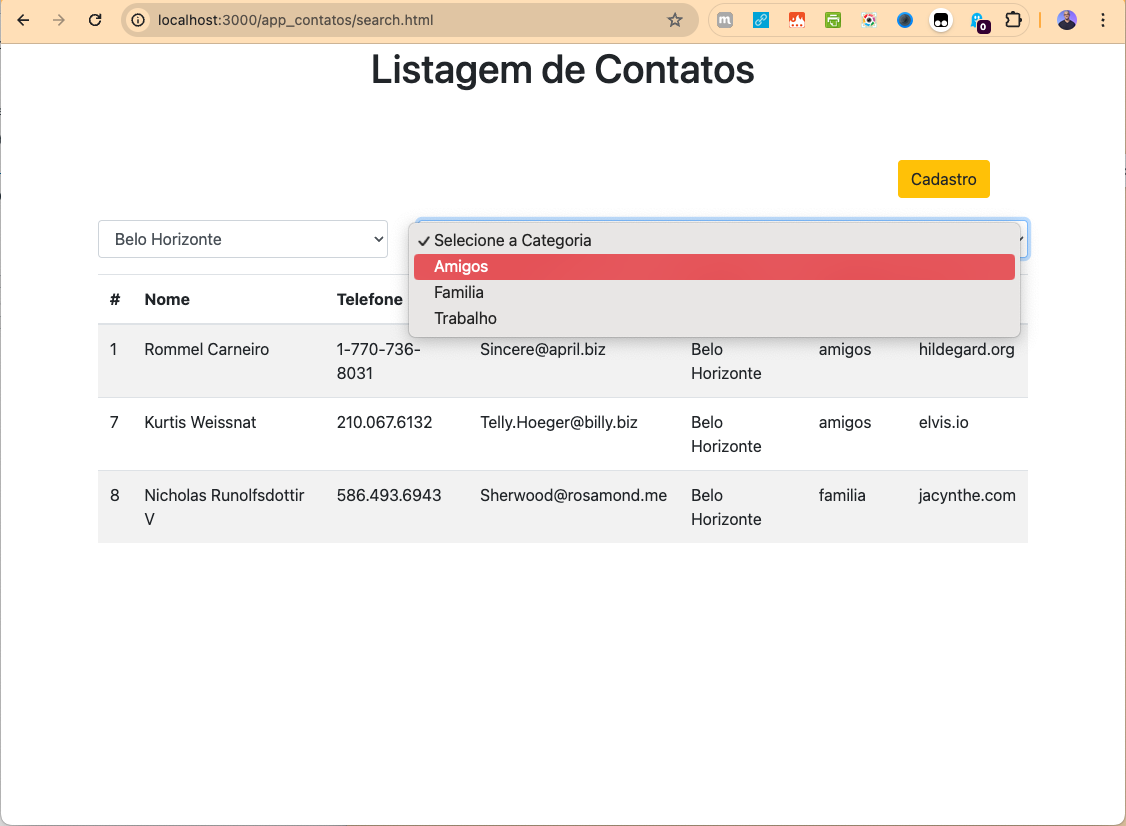 localhost:3000/app_contatos/search.html
0
Listagem de Contatos
Cadastro
Belo Horizonte
✓ Selecione a Categoria
Amigos
Familia
Trabalho
# Nome Telefone
1 Rommel Carneiro 1-770-736- Sincere@april.biz Belo amigos hildegard.org
8031 Horizonte
7 Kurtis Weissnat 210.067.6132 Telly.Hoeger@billy.biz Belo amigos elvis.io
Horizonte
8 Nicholas Runolfsdottir 586.493.6943 Sherwood@rosamond.me Belo familia jacynthe.com
V Horizonte